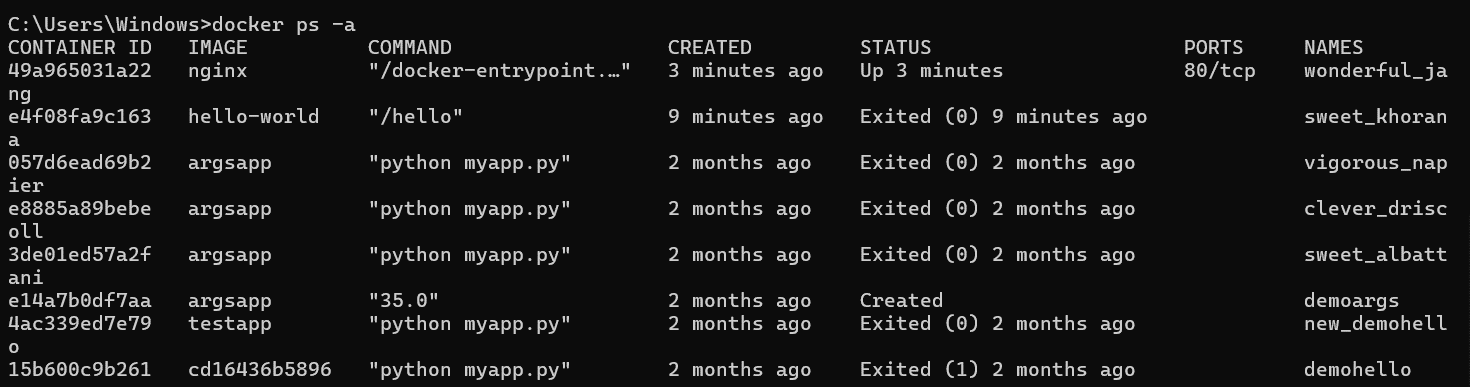 C:\Users\Windows>docker ps -a
CONTAINER ID   IMAGE          COMMAND                  CREATED         STATUS                     PORTS     NAMES
49a965031a22   nginx          "/docker-entrypoint.…"   3 minutes ago   Up 3 minutes               80/tcp    wonderful_ja
ng
e4f08fa9c163   hello-world    "/hello"                 9 minutes ago   Exited (0) 9 minutes ago             sweet_khoran
a
057d6ead69b2   argsapp        "python myapp.py"        2 months ago    Exited (0) 2 months ago              vigorous_nap
ier
e8885a89bebe   argsapp        "python myapp.py"        2 months ago    Exited (0) 2 months ago              clever_drisc
oll
3de01ed57a2f   argsapp        "python myapp.py"        2 months ago    Exited (0) 2 months ago              sweet_albatt
ani
e14a7b0df7aa   argsapp        "35.0"                   2 months ago    Created                              demoargs
4ac339ed7e79   testapp        "python myapp.py"        2 months ago    Exited (0) 2 months ago              new_demohell
o
15b600c9b261   cd16436b5896   "python myapp.py"        2 months ago    Exited (1) 2 months ago              demohello